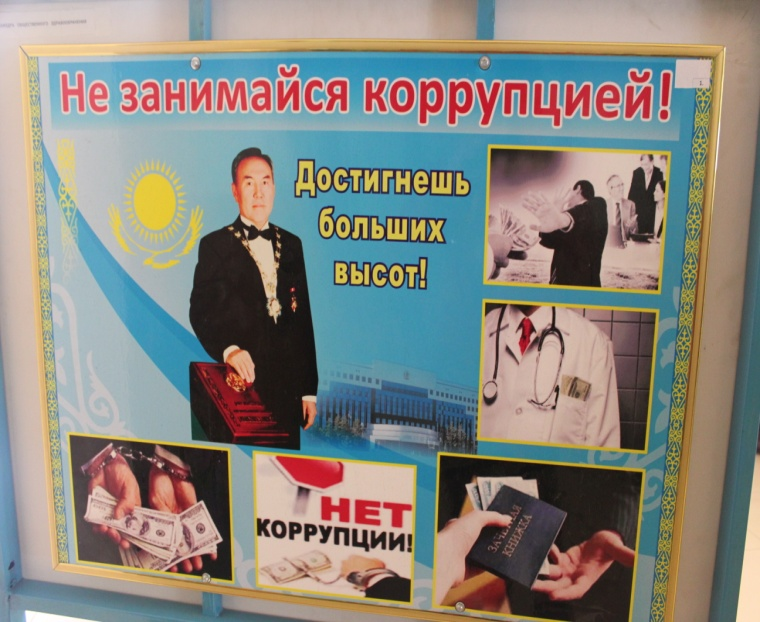 Не занимайся коррупцией!
Достигнешь
больших
высот!
НЕТ
КОРРУПЦИИ!
ЗАЧЕТНАЯ
КНИЖКА